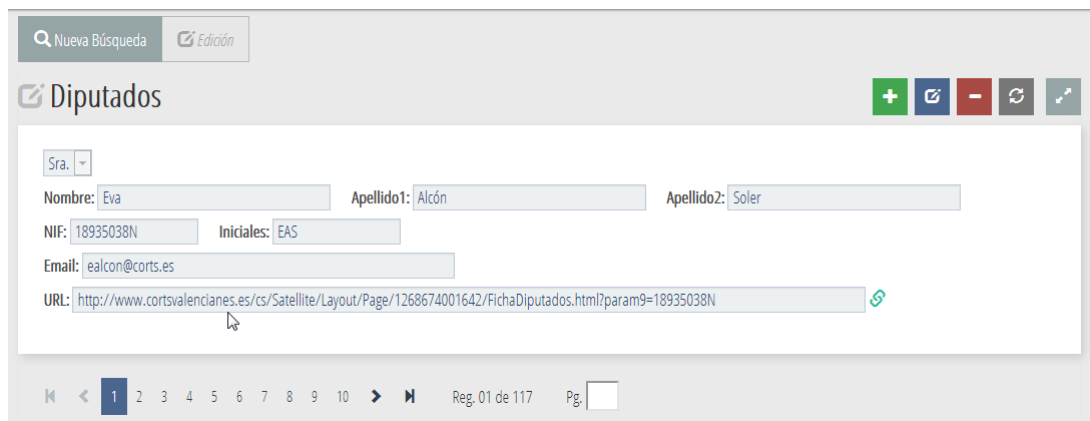 Nueva Búsqueda Edición
Diputados
Sra.
Nombre: Eva Apellido1: Alcón Apellido2: Soler
NIF: 18935038N Iniciales: EAS
Email: ealcon@corts.es
URL: http://www.cortsvalencianes.es/cs/Satellite/Layout/Page/1268674001642/FichaDiputados.html?param9=18935038N
1 2 3 4 5 6 7 8 9 10 Reg. 01 de 117 Pg.